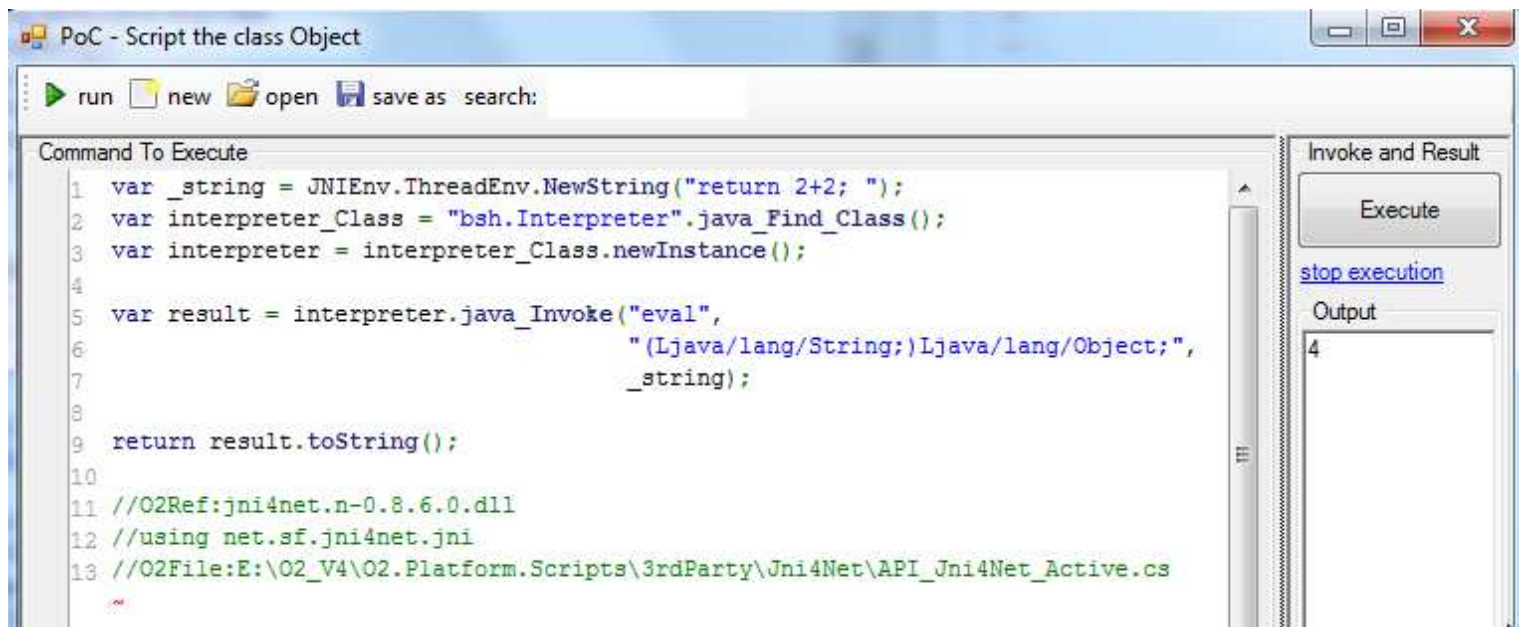 PoC - Script the class Object
run new open save as search:
Command To Execute
1 var _string = JNIEnv.ThreadEnv.NewString("return 2+2; ");
2 var interpreter_Class = "bsh.Interpreter".java_Find_Class();
3 var interpreter = interpreter_Class.newInstance();
4
5 var result = interpreter.java_Invoke("eval",
6 "(Ljava/lang/String;)Ljava/lang/Object;",
7 _string);
8
9 return result.toString();
10
11 //O2Ref:jni4net.n-0.8.6.0.dll
12 //using net.sf.jni4net.jni
13 //O2File:E:\O2_V4\O2.Platform.Scripts\3rdParty\Jni4Net\API_Jni4Net_Active.cs
~
Invoke and Result
Execute
stop execution
Output
4